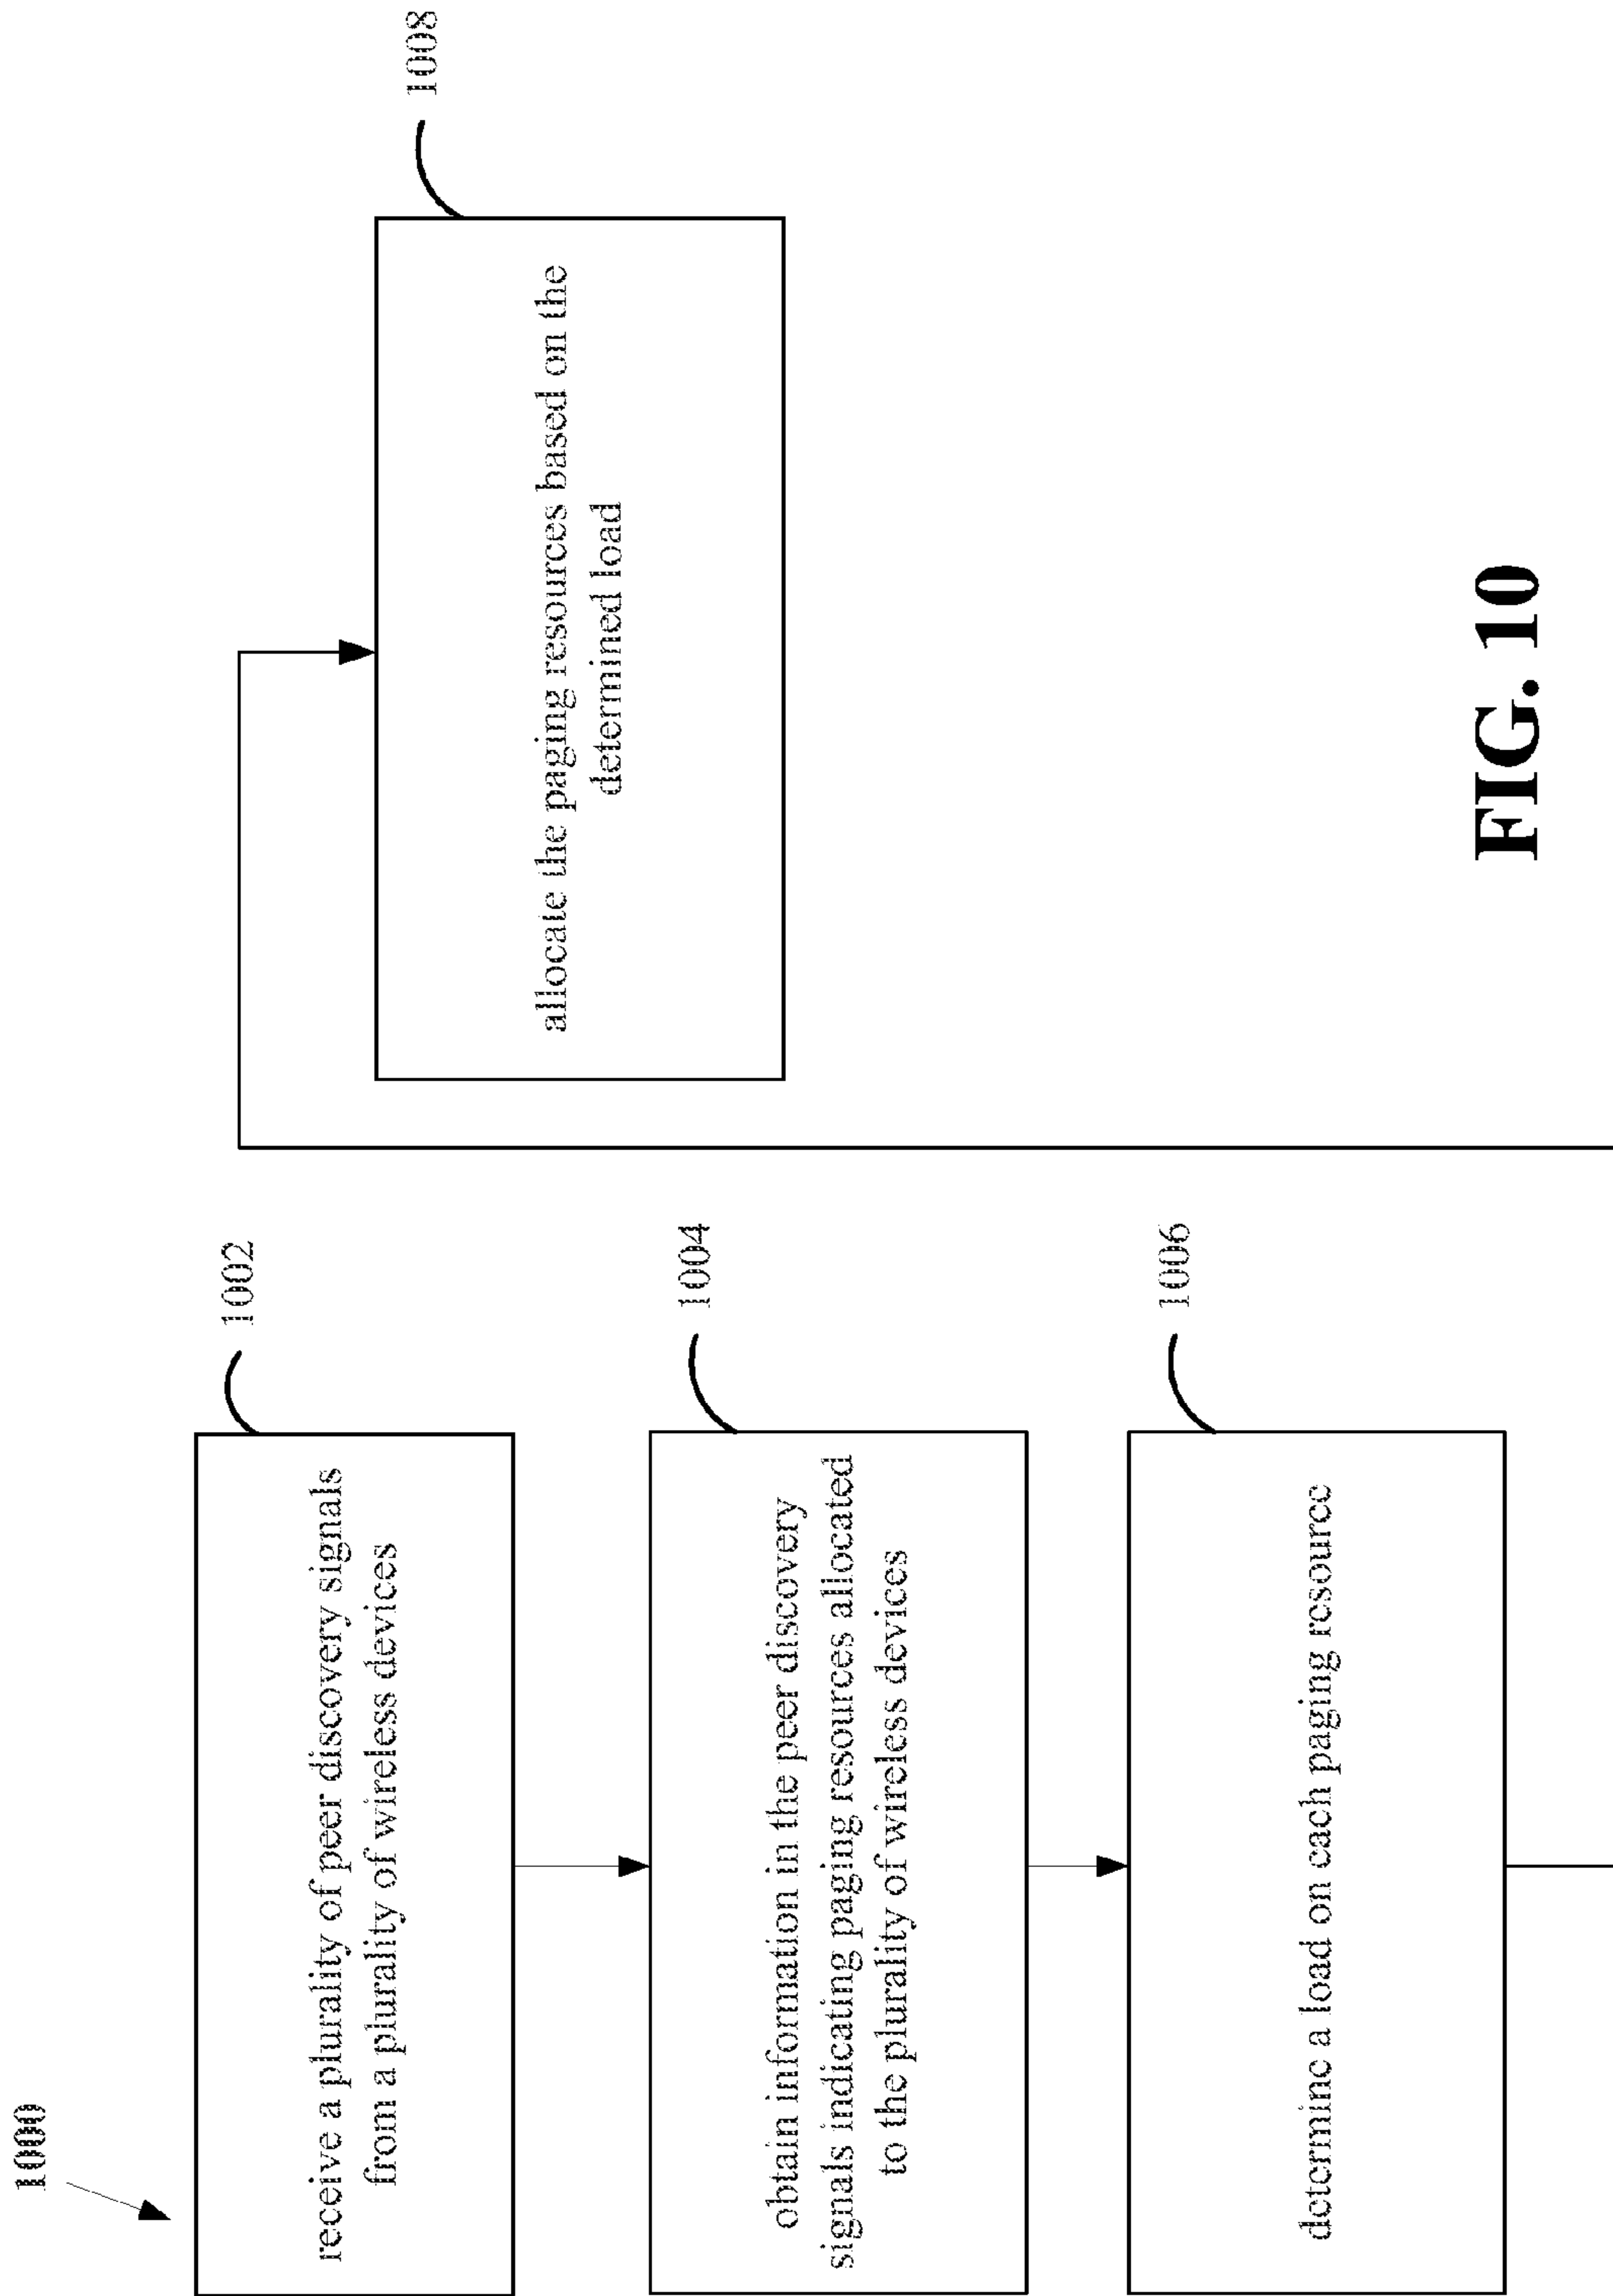 1000
1002
receive a plurality of peer discovery signals
from a plurality of wireless devices
1004
obtain information in the peer discovery
signals indicating paging resources allocated
to the plurality of wireless devices
1006
determine a load on each paging resource
1008
allocate the paging resources based on the
determined load
FIG. 10